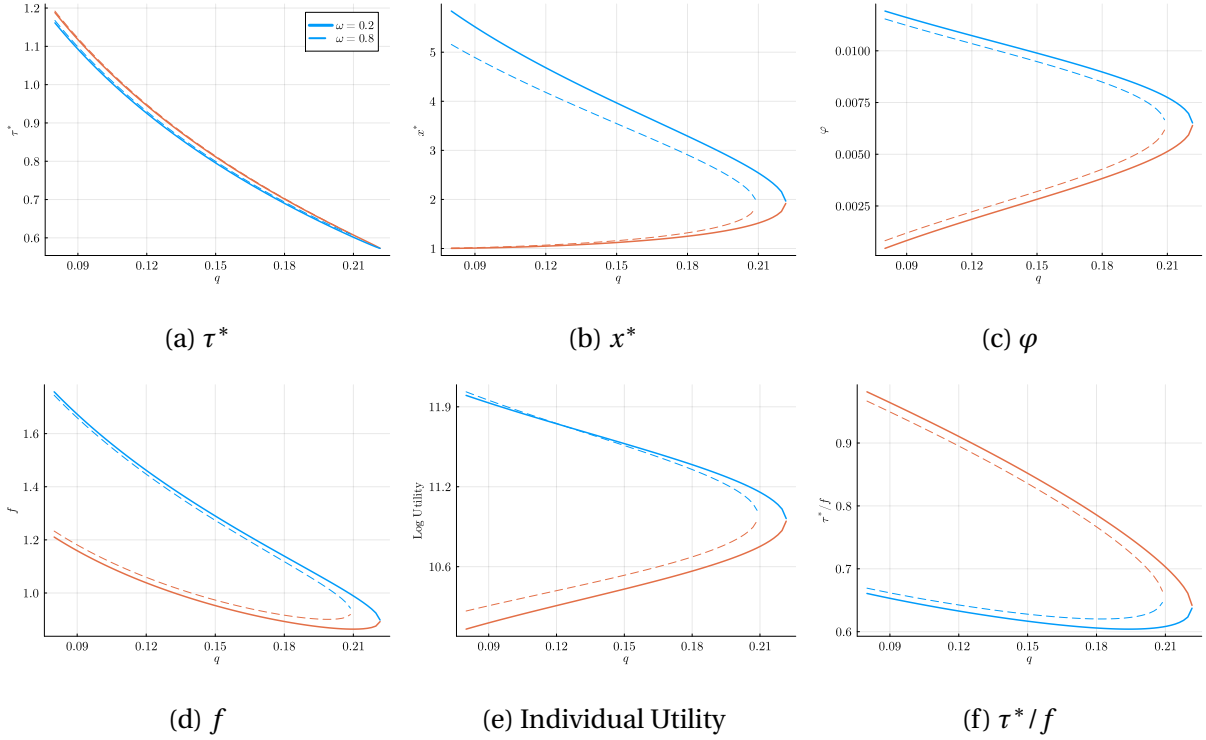 1.2
1.1
1.0
0.9
0.8
0.7
0.6
τ*
0.09 0.12 0.15 0.18 0.21
q
ω = 0.2
ω = 0.8
(a) τ*
5
4
3
2
1
x*
0.09 0.12 0.15 0.18 0.21
q
(b) x*
0.0100
0.0075
0.0050
0.0025
φ
0.09 0.12 0.15 0.18 0.21
q
(c) φ
1.6
1.4
1.2
1.0
f
0.09 0.12 0.15 0.18 0.21
q
(d) f
11.9
11.2
10.6
Log Utility
0.09 0.12 0.15 0.18 0.21
q
(e) Individual Utility
0.9
0.8
0.7
0.6
τ*/f
0.09 0.12 0.15 0.18 0.21
q
(f) τ*/f